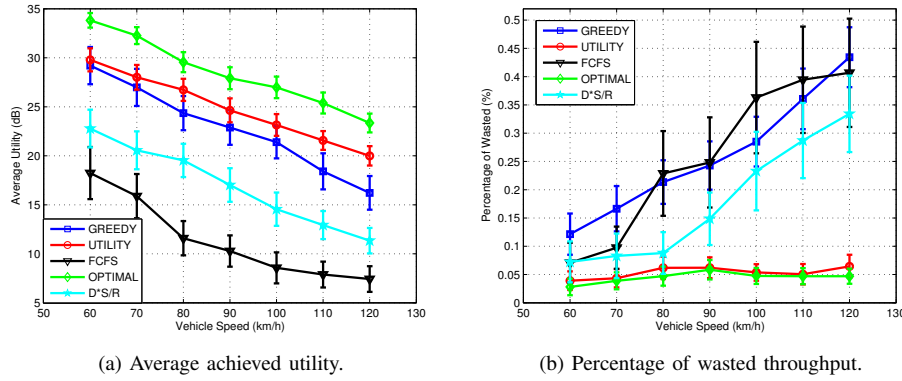 35
30
25
20
15
10
5
50 60 70 80 90 100 110 120 130
Average Utility (dB)
Vehicle Speed (km/h)
GREEDY
UTILITY
FCFS
OPTIMAL
D*S/R
(a) Average achieved utility.
0.5
0.45
0.4
0.35
0.3
0.25
0.2
0.15
0.1
0.05
0
50 60 70 80 90 100 110 120 130
Percentage of Wasted (%)
Vehicle Speed (km/h)
GREEDY
UTILITY
FCFS
OPTIMAL
D*S/R
(b) Percentage of wasted throughput.